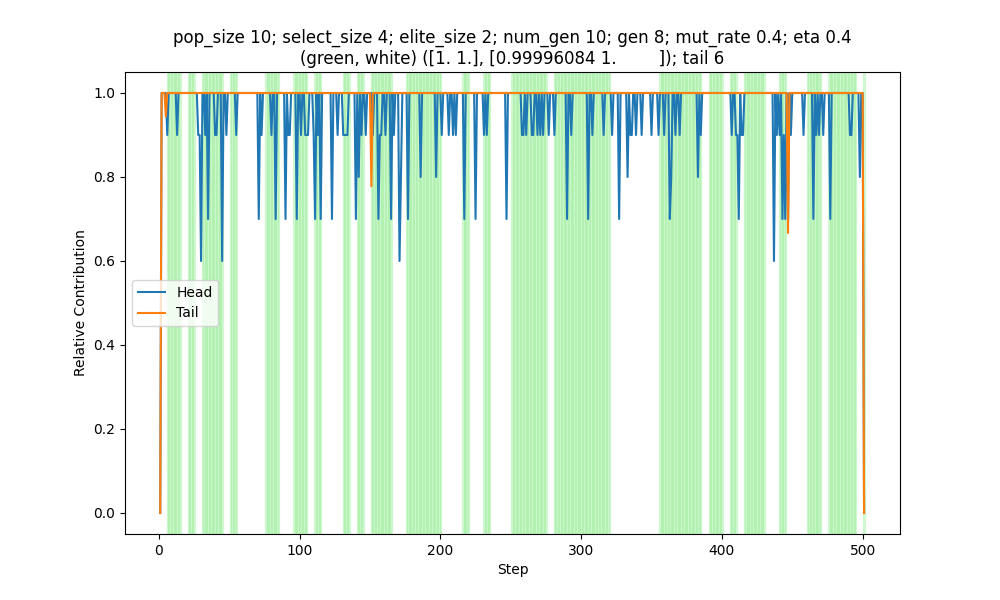 pop_size 10; select_size 4; elite_size 2; num_gen 10; gen 8; mut_rate 0.4; eta 0.4
(green, white) ([1. 1.], [0.99996084 1.         ]); tail 6
1.0
0.8
0.6
0.4
0.2
0.0
Relative Contribution
Head
Tail
0 100 200 300 400 500
Step